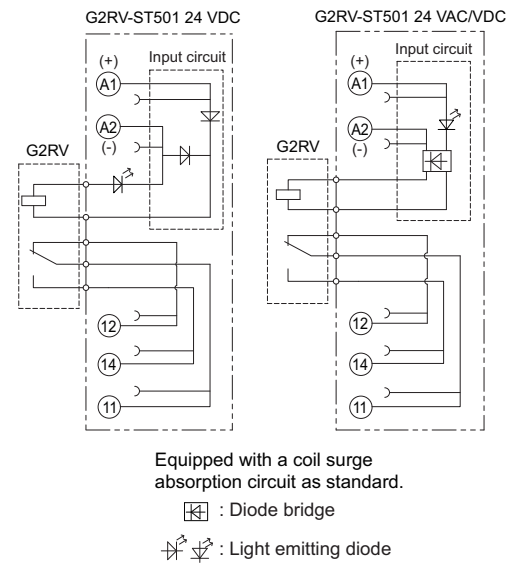 G2RV-ST501 24 VDC
(+)
A1
Input circuit
A2
(-)
G2RV
12
14
11
G2RV-ST501 24 VAC/VDC
(+)
A1
Input circuit
A2
(-)
G2RV
12
14
11
Equipped with a coil surge
absorption circuit as standard.
: Diode bridge
: Light emitting diode